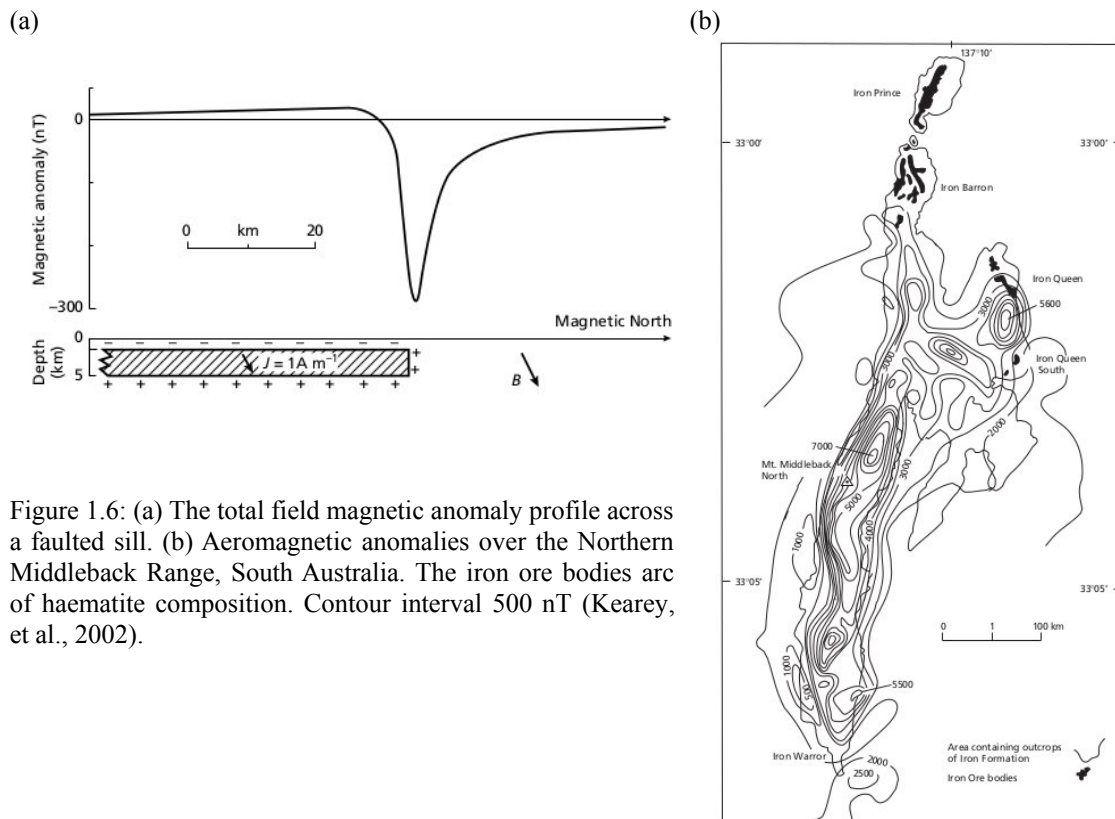 (a)
Magnetic anomaly (nT)
0
−300
0 km 20
Magnetic North
Depth (km)
0
5
− − − − − − − − −
J = 1A m⁻¹
+ + + + + + + + +
+
+
B
Figure 1.6: (a) The total field magnetic anomaly profile across
a faulted sill. (b) Aeromagnetic anomalies over the Northern
Middleback Range, South Australia. The iron ore bodies arc
of haematite composition. Contour interval 500 nT (Kearey,
et al., 2002).
(b)
137°10'
Iron Prince
33°00' 33°00'
Iron Barron
Iron Queen
3000
5600
Iron Queen
South
3000
2000
7000
Mt. Middleback
North
3000
5000
4000
1000
33°05' 33°05'
0 1 100 km
1000
500
5500
Iron Warror
2000
2500
Area containing outcrops
of Iron Formation
Iron Ore bodies